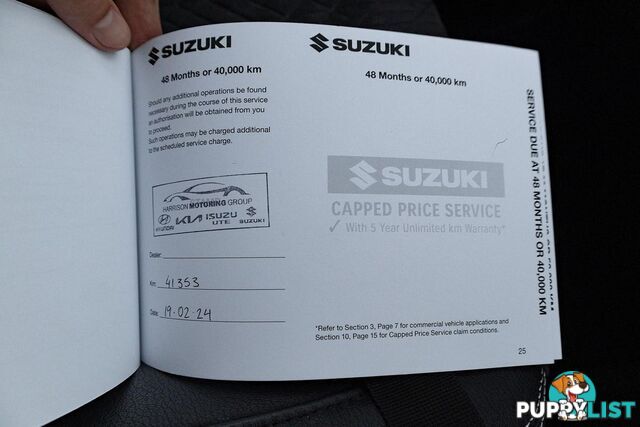 SUZUKI
48 Months or 40,000 km
Should any additional operations be found
necessary during the course of this service
an authorisation will be obtained from you
to proceed.
Such operations may be charged additional
to the scheduled service charge.
HARRISON MOTORING GROUP
HYUNDAI KIA ISUZU UTE SUZUKI
Dealer:
Km: 41353
Date: 19-02-24
SUZUKI
48 Months or 40,000 km
SUZUKI
CAPPED PRICE SERVICE
✓ With 5 Year Unlimited km Warranty*
*Refer to Section 3, Page 7 for commercial vehicle applications and
Section 10, Page 15 for Capped Price Service claim conditions.
25
SERVICE DUE AT 48 MONTHS OR 40,000 KM
PUPPYLIST